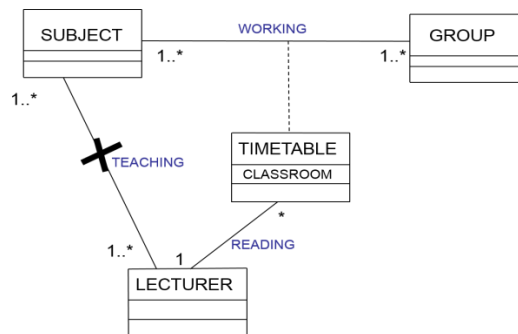 SUBJECT
WORKING
GROUP
1..*
1..*
1..*
TIMETABLE
CLASSROOM
TEACHING
*
1..*
1
READING
LECTURER